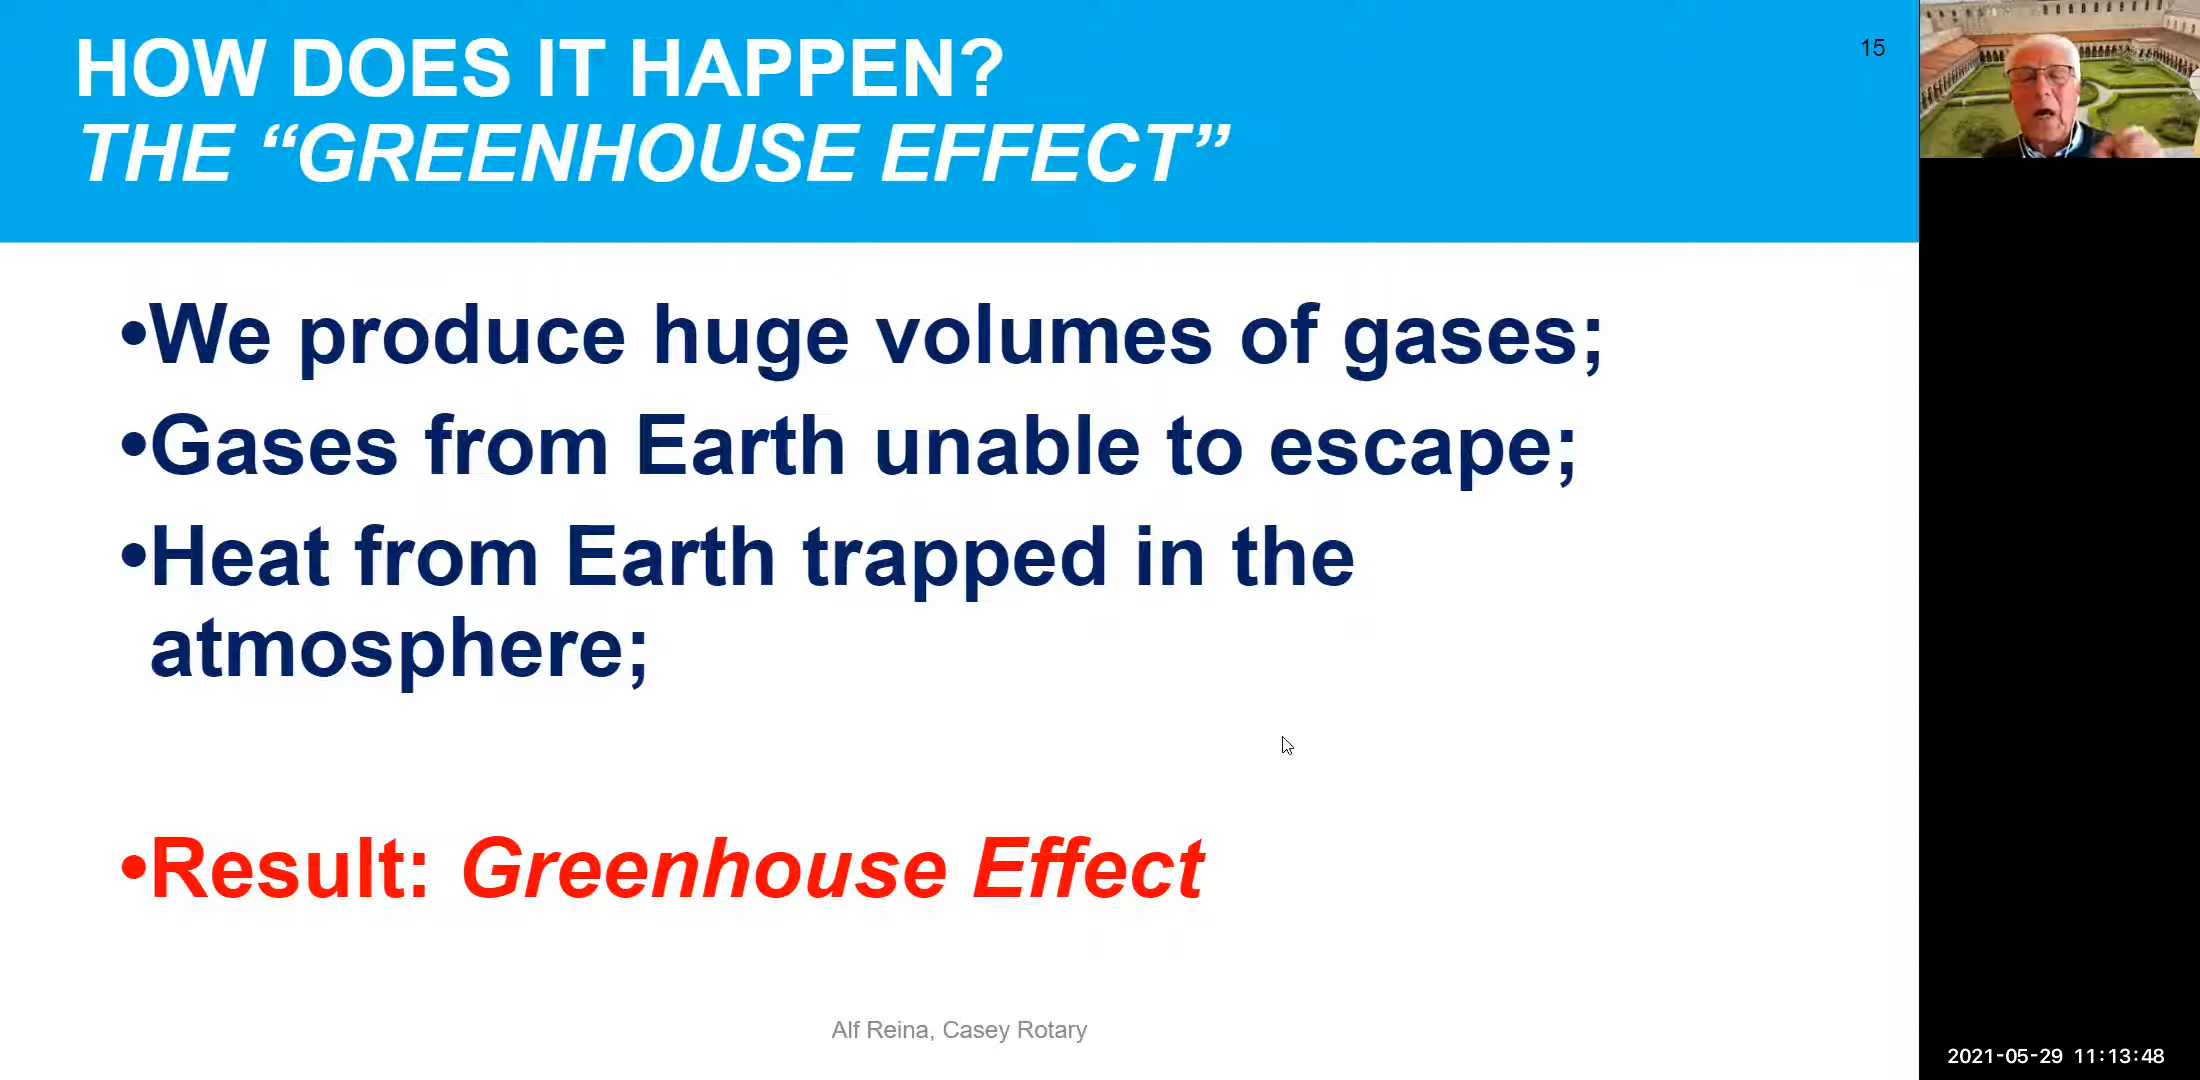 HOW DOES IT HAPPEN?
THE “GREENHOUSE EFFECT”
15
•We produce huge volumes of gases;
•Gases from Earth unable to escape;
•Heat from Earth trapped in the
atmosphere;
•Result: Greenhouse Effect
Alf Reina, Casey Rotary
2021-05-29 11:13:48